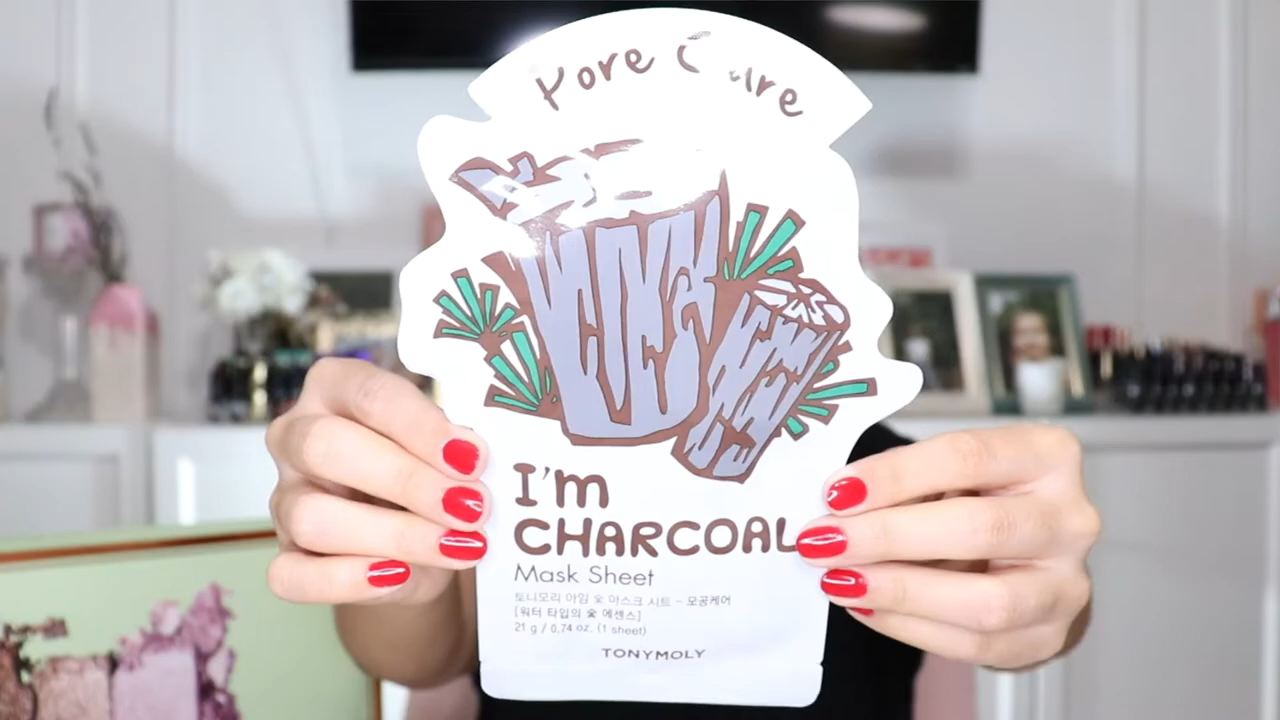 Pore Care
I'm
CHARCOAL
Mask Sheet
토니모리 아임 숯 마스크 시트 - 모공케어
[워터 타입의 숯 에센스]
21 g / 0.74 oz. (1 sheet)
TONYMOLY